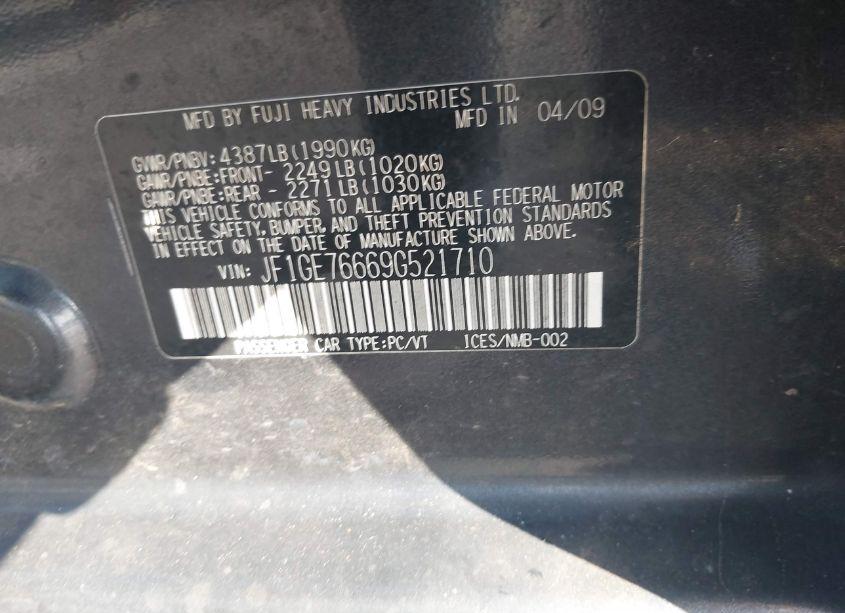 MFD BY FUJI HEAVY INDUSTRIES LTD.
MFD IN 04/09
GVWR/PNBV: 4387LB(1990KG)
GAWR/PNBE:FRONT- 2249LB(1020KG)
GAWR/PNBE:REAR - 2271LB(1030KG)
THIS VEHICLE CONFORMS TO ALL APPLICABLE FEDERAL MOTOR
VEHICLE SAFETY, BUMPER, AND THEFT PREVENTION STANDARDS
IN EFFECT ON THE DATE OF MANUFACTURE SHOWN ABOVE.
VIN: JF1GE76669G521710
PASSENGER CAR TYPE:PC/VT ICES/NMB-002